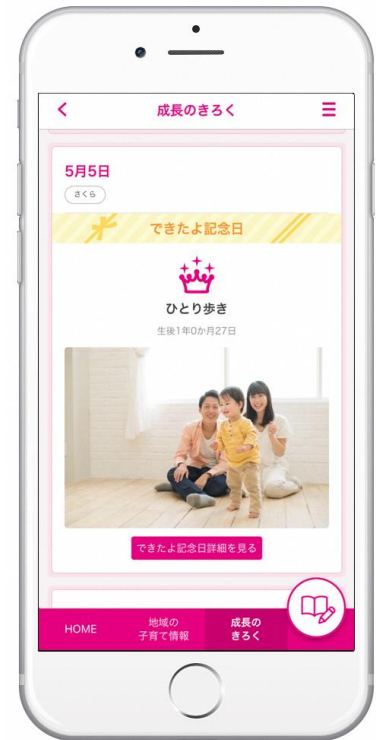 成長のきろく
5月5日
さくら
できたよ記念日
ひとり歩き
生後1年0か月27日
できたよ記念日詳細を見る
HOME
地域の
子育て情報
成長の
きろく